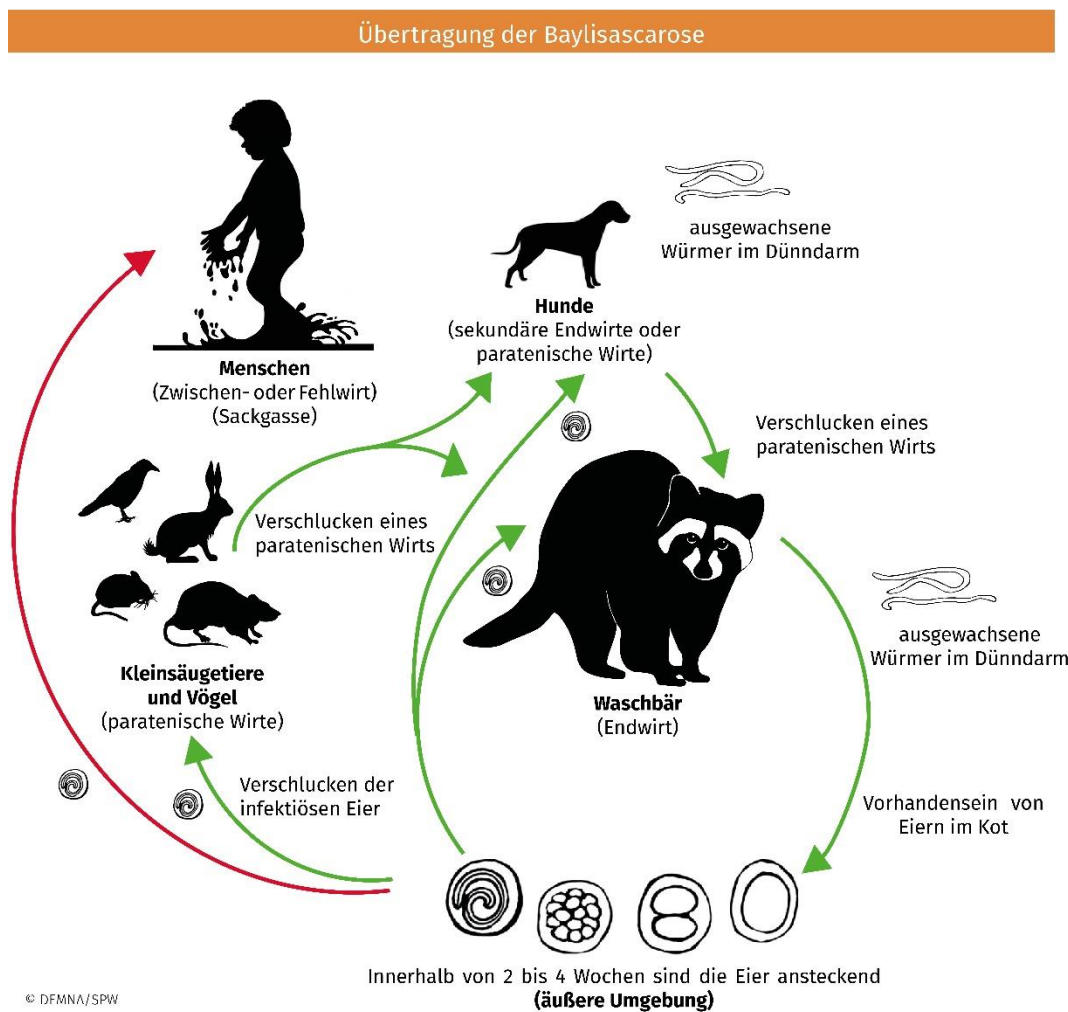 Übertragung der Baylisascarose
ausgewachsene
Würmer im Dünndarm
Hunde
(sekundäre Endwirte oder
paratenische Wirte)
Menschen
(Zwischen- oder Fehlwirt)
(Sackgasse)
Verschlucken eines
paratenischen Wirts
Verschlucken eines
paratenischen Wirts
ausgewachsene
Würmer im Dünndarm
Kleinsäugetiere
und Vögel
(paratenische Wirte)
Waschbär
(Endwirt)
Verschlucken der
infektiösen Eier
Vorhandensein von
Eiern im Kot
Innerhalb von 2 bis 4 Wochen sind die Eier ansteckend
(äußere Umgebung)
© DEMNA/SPW